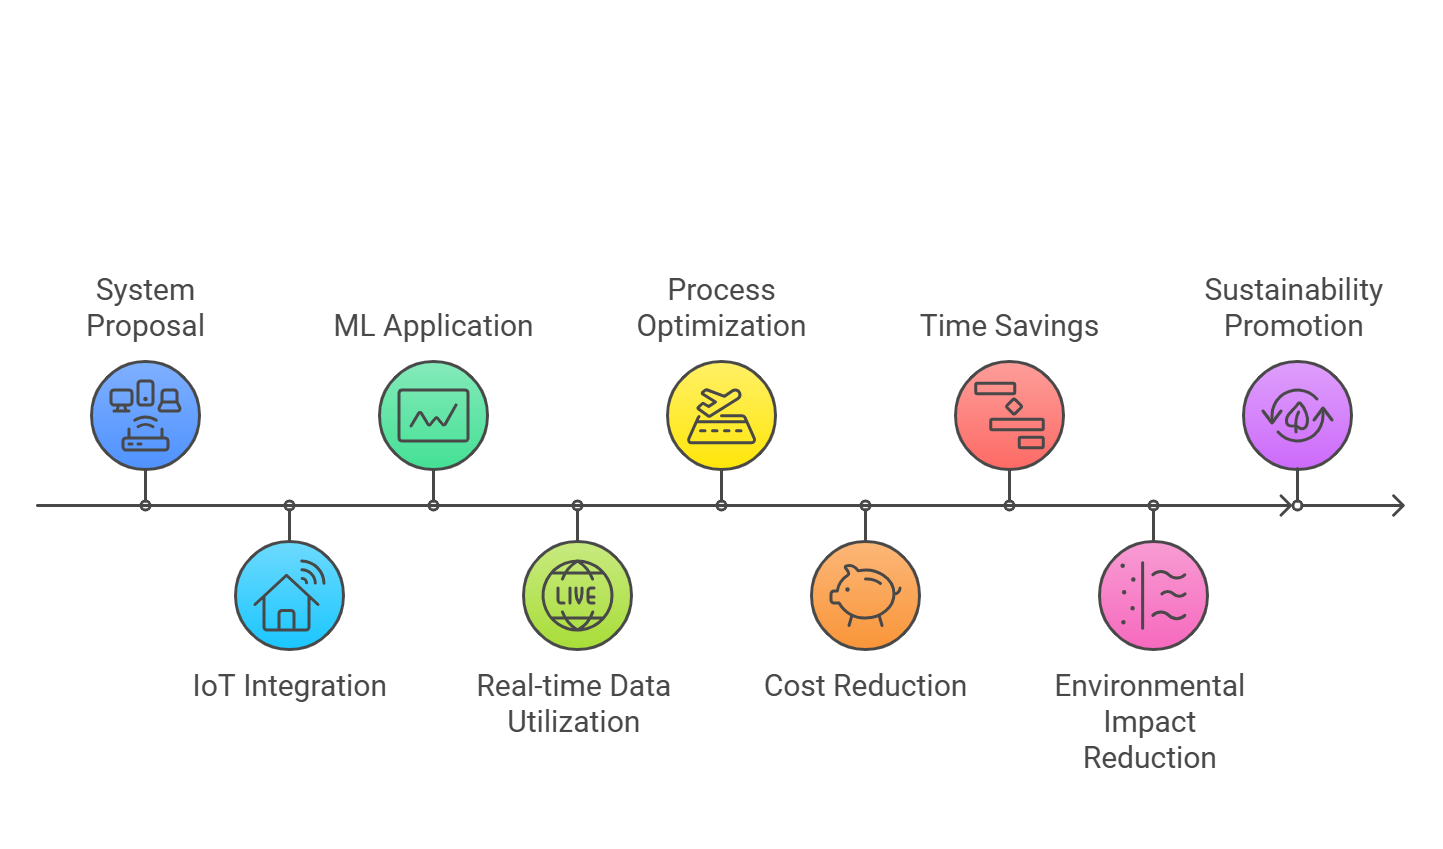 System
Proposal
ML Application
Process
Optimization
Time Savings
Sustainability
Promotion
LIVE
IoT Integration
Real-time Data
Utilization
Cost Reduction
Environmental
Impact
Reduction